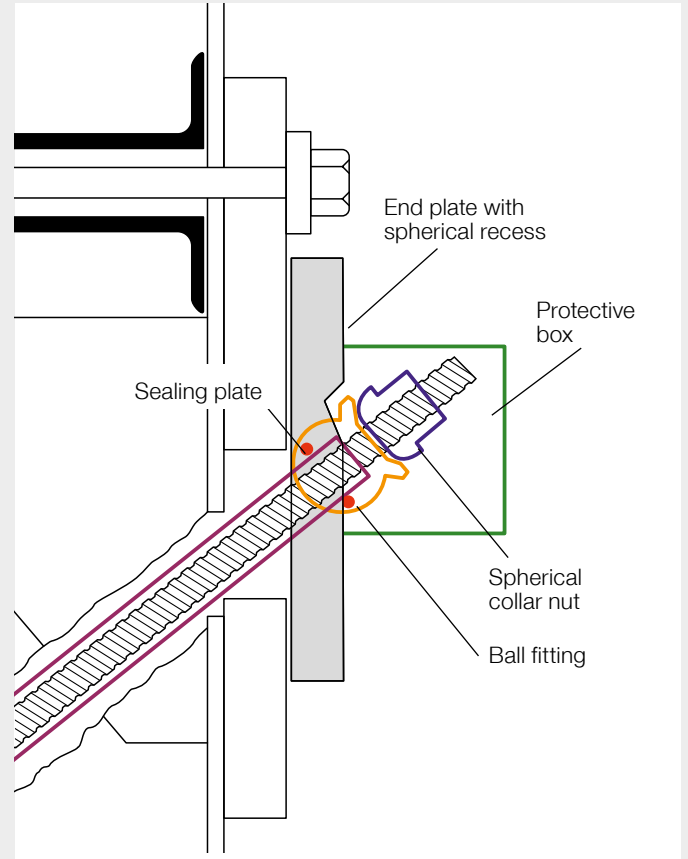 End plate with
spherical recess
Protective
box
Sealing plate
Spherical
collar nut
Ball fitting